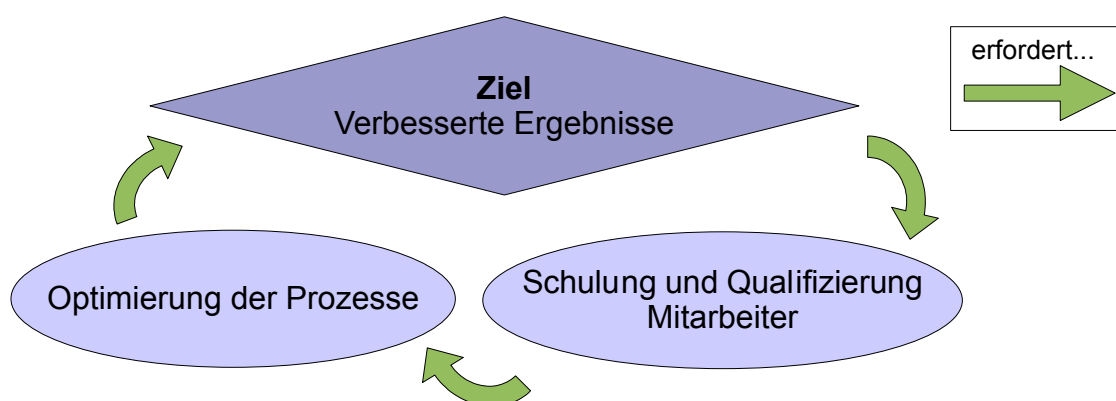 Ziel
Verbesserte Ergebnisse
erfordert...
Optimierung der Prozesse
Schulung und Qualifizierung
Mitarbeiter